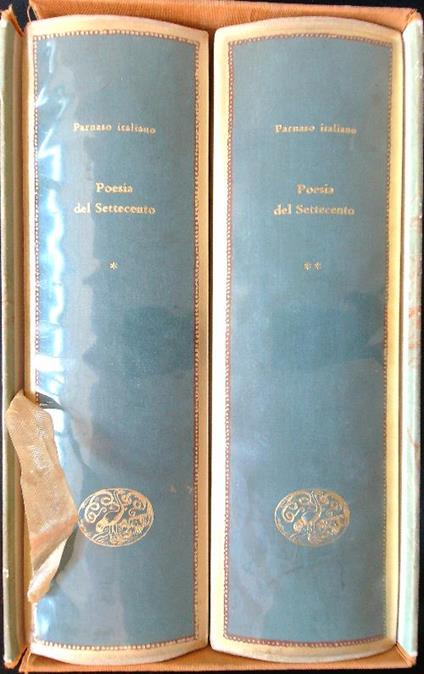 Parnaso italiano
Poesia
del Settecento
*
Parnaso italiano
Poesia
del Settecento
**